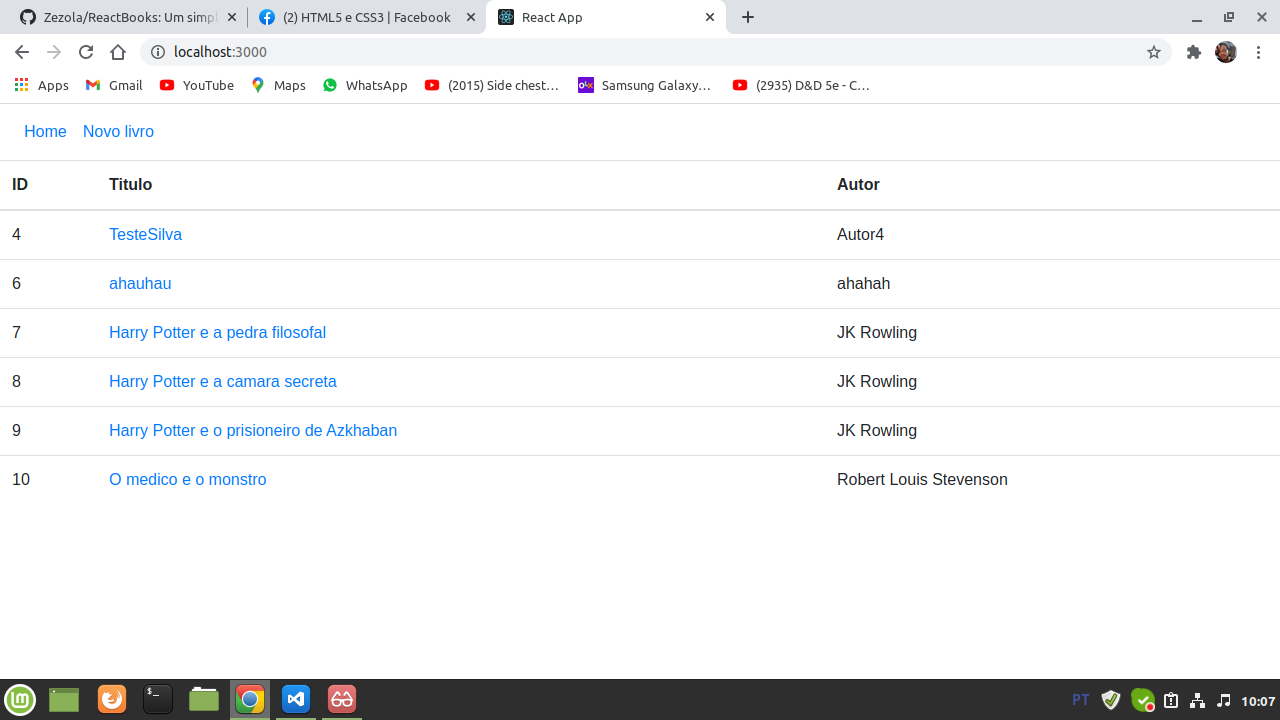 Zezola/ReactBooks: Um simpl
(2) HTML5 e CSS3 | Facebook
React App
localhost:3000
Apps
Gmail
YouTube
Maps
WhatsApp
(2015) Side chest…
Samsung Galaxy…
(2935) D&D 5e - C…
Home Novo livro
ID Titulo Autor
4 TesteSilva Autor4
6 ahauhau ahahah
7 Harry Potter e a pedra filosofal JK Rowling
8 Harry Potter e a camara secreta JK Rowling
9 Harry Potter e o prisioneiro de Azkhaban JK Rowling
10 O medico e o monstro Robert Louis Stevenson
PT 10:07